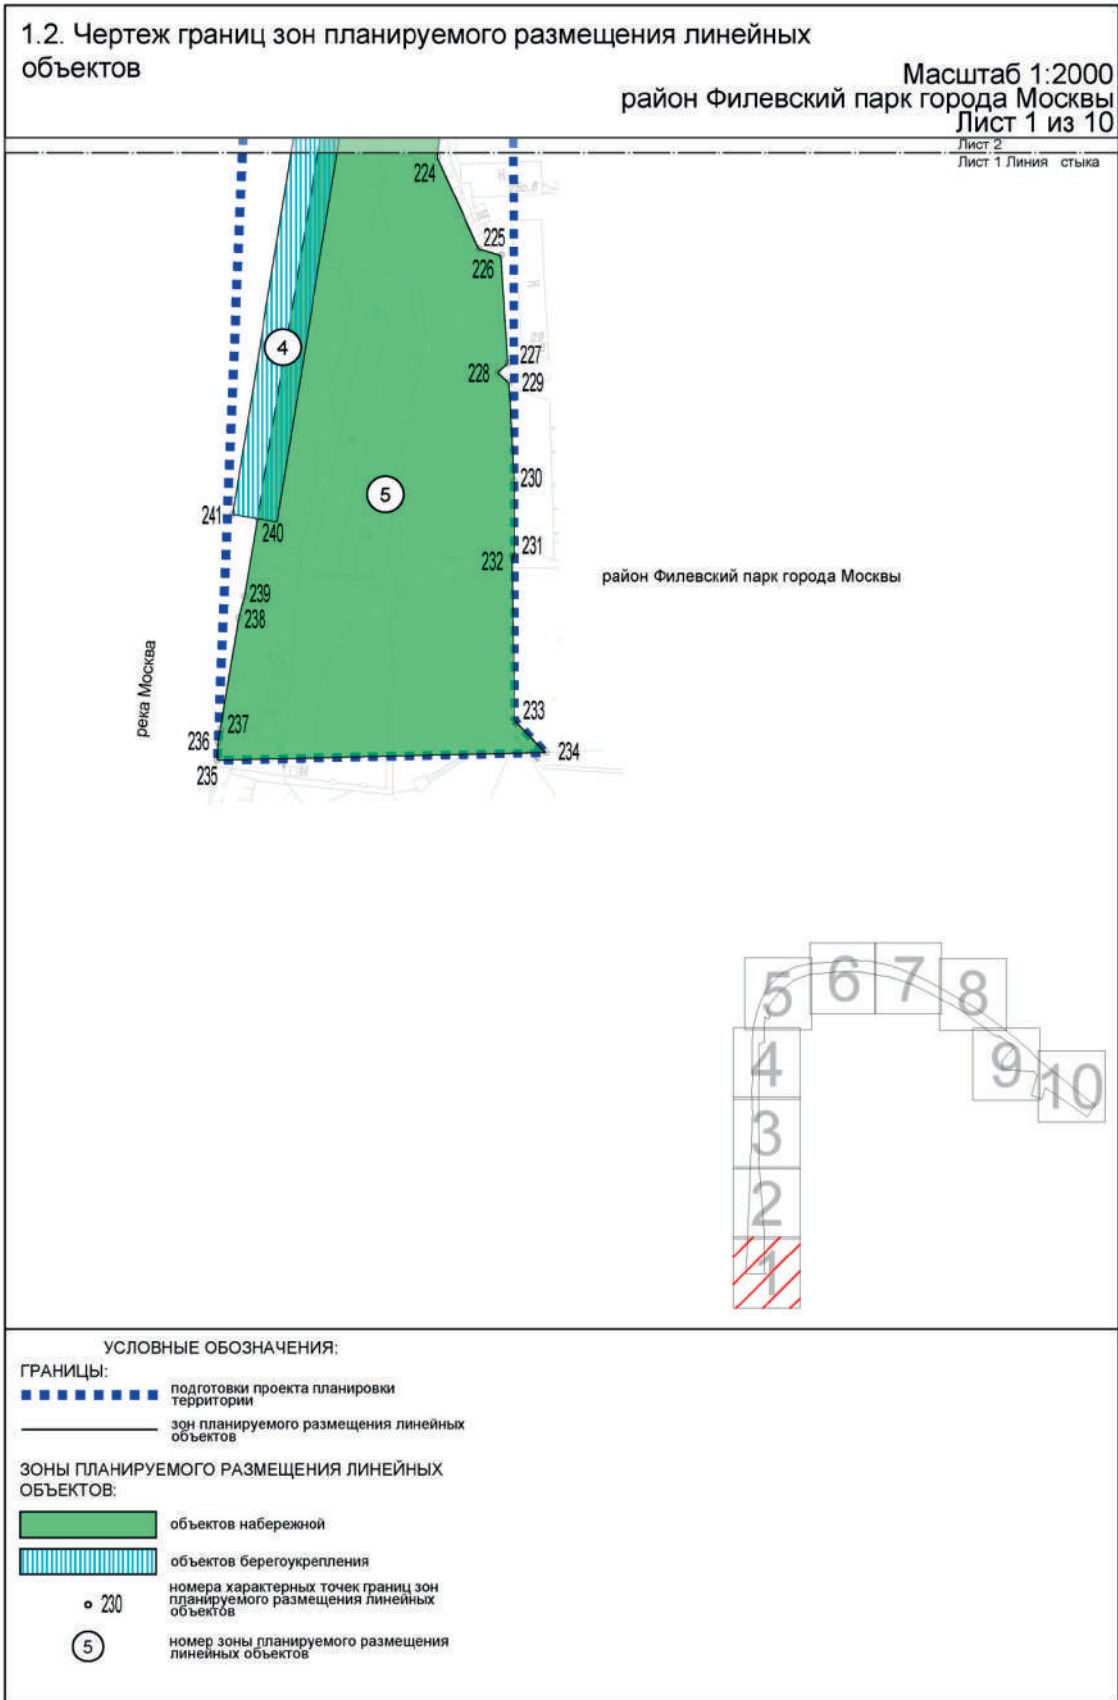 1.2. Чертеж границ зон планируемого размещения линейных
объектов
Масштаб 1:2000
район Филевский парк города Москвы
Лист 1 из 10
Лист 2
Лист 1 Линия стыка
224
225
226
4
227
228
229
5
230
241
240
231
232
район Филевский парк города Москвы
239
238
река Москва
233
237
236
234
235
5
6
7
8
4
9
10
3
2
1
УСЛОВНЫЕ ОБОЗНАЧЕНИЯ:
ГРАНИЦЫ:
подготовки проекта планировки
территории
зон планируемого размещения линейных
объектов
ЗОНЫ ПЛАНИРУЕМОГО РАЗМЕЩЕНИЯ ЛИНЕЙНЫХ
ОБЪЕКТОВ:
объектов набережной
объектов берегоукрепления
230
номера характерных точек границ зон
планируемого размещения линейных
объектов
5
номер зоны планируемого размещения
линейных объектов